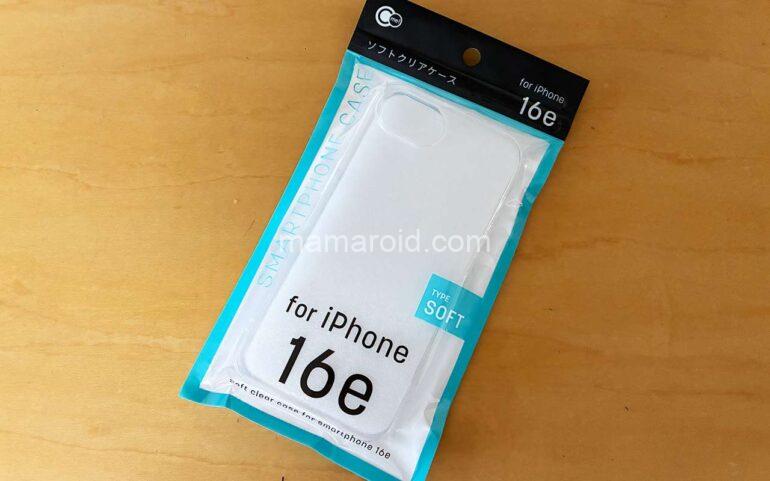 ソフトクリアケース
for iPhone
16e
SMARTPHONE CASE
mamaroid.com
TYPE
SOFT
for iPhone
16e
Soft clear case for smartphone 16e